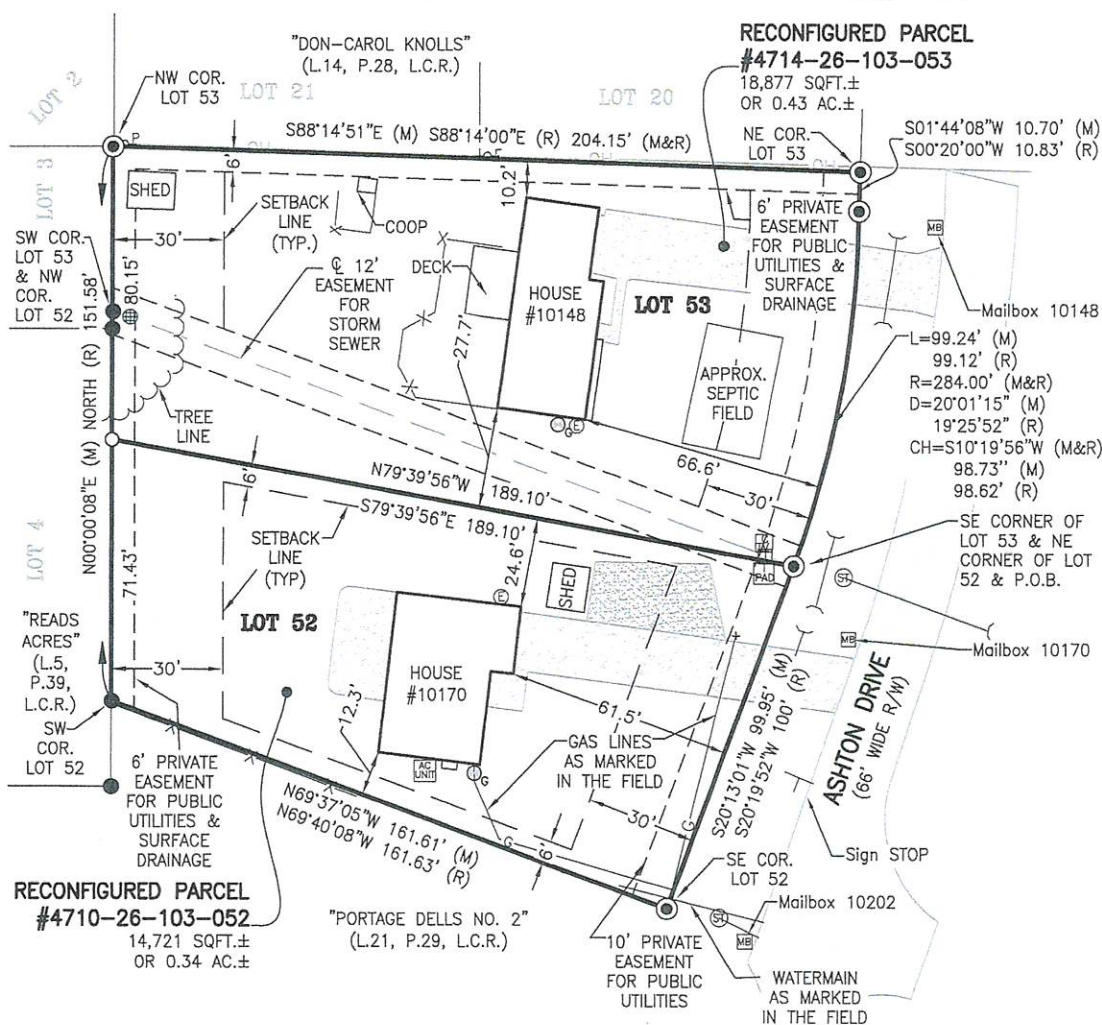 RECONFIGURED PARCEL
#4714-26-103-053
18,877 SQFT.±
OR 0.43 AC.±
"DON-CAROL KNOLLS"
(L.14, P.28, L.C.R.)
LOT 2
NW COR.
LOT 53
LOT 21
LOT 20
NE COR.
LOT 53
S01°44'08"W 10.70' (M)
S00°20'00"W 10.83' (R)
S88°14'51"E (M) S88°14'00"E (R) 204.15' (M&R)
LOT 3
SHED
6'
10.2'
SETBACK
LINE
(TYP.)
COOP
30'
6' PRIVATE
EASEMENT
FOR PUBLIC
UTILITIES &
SURFACE
DRAINAGE
MB
Mailbox 10148
SW COR.
LOT 53
& NW
COR.
LOT 52
80.15'
℄ 12'
EASEMENT
FOR
STORM
SEWER
DECK
HOUSE
#10148
LOT 53
APPROX.
SEPTIC
FIELD
27.7'
TREE
LINE
N00°00'08"E (M) NORTH (R) 151.58'
L=99.24' (M)
99.12' (R)
R=284.00' (M&R)
D=20°01'15" (M)
19°25'52" (R)
CH=S10°19'56"W (M&R)
98.73'' (M)
98.62' (R)
G
E
66.6'
30'
6'
N79°39'56"W 189.10'
S79°39'56"E 189.10'
SE CORNER OF
LOT 53 & NE
CORNER OF LOT
52 & P.O.B.
PAD
LOT 4
71.43'
SETBACK
LINE
(TYP)
24.6'
SHED
E
ST
MB
Mailbox 10170
LOT 52
"READS
ACRES"
(L.5,
P.39,
L.C.R.)
30'
HOUSE
#10170
12.3'
61.5'
S20°13'01"W 99.95' (M)
S20°19'52"W 100' (R)
ASHTON DRIVE
(66' WIDE R/W)
SW
COR.
LOT 52
GAS LINES
AS MARKED
IN THE FIELD
AC
UNIT
G
6' PRIVATE
EASEMENT
FOR PUBLIC
UTILITIES &
SURFACE
DRAINAGE
N69°37'05"W 161.61' (M)
N69°40'08"W 161.63' (R)
30'
G
G
6'
Sign STOP
SE COR.
LOT 52
Mailbox 10202
ST
MB
RECONFIGURED PARCEL
#4710-26-103-052
14,721 SQFT.±
OR 0.34 AC.±
"PORTAGE DELLS NO. 2"
(L.21, P.29, L.C.R.)
10' PRIVATE
EASEMENT
FOR PUBLIC
UTILITIES
WATERMAIN
AS MARKED
IN THE FIELD